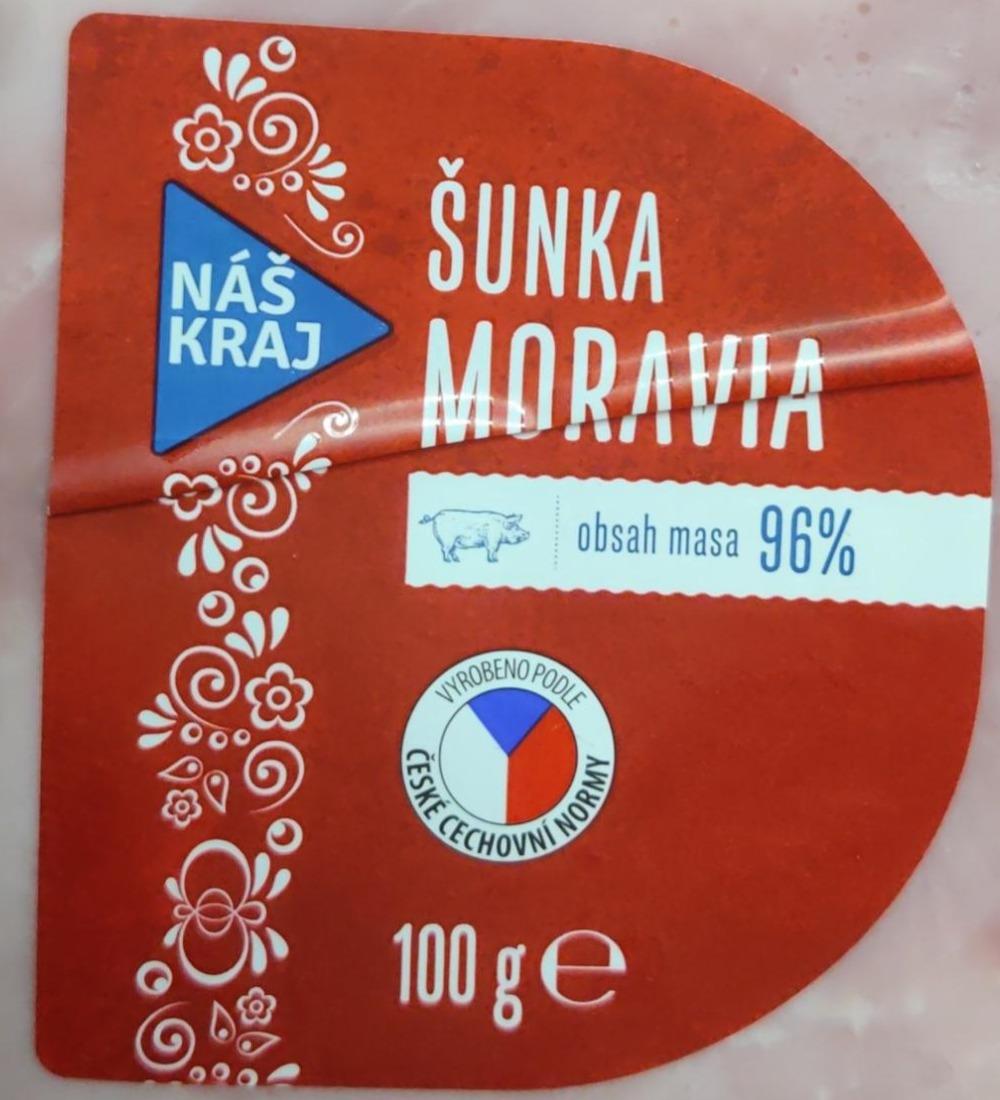 NÁŠ
KRAJ
ŠUNKA
MORAVIA
obsah masa 96%
VYROBENO PODLE
ČESKÉ CECHOVNÍ NORMY
100 g e